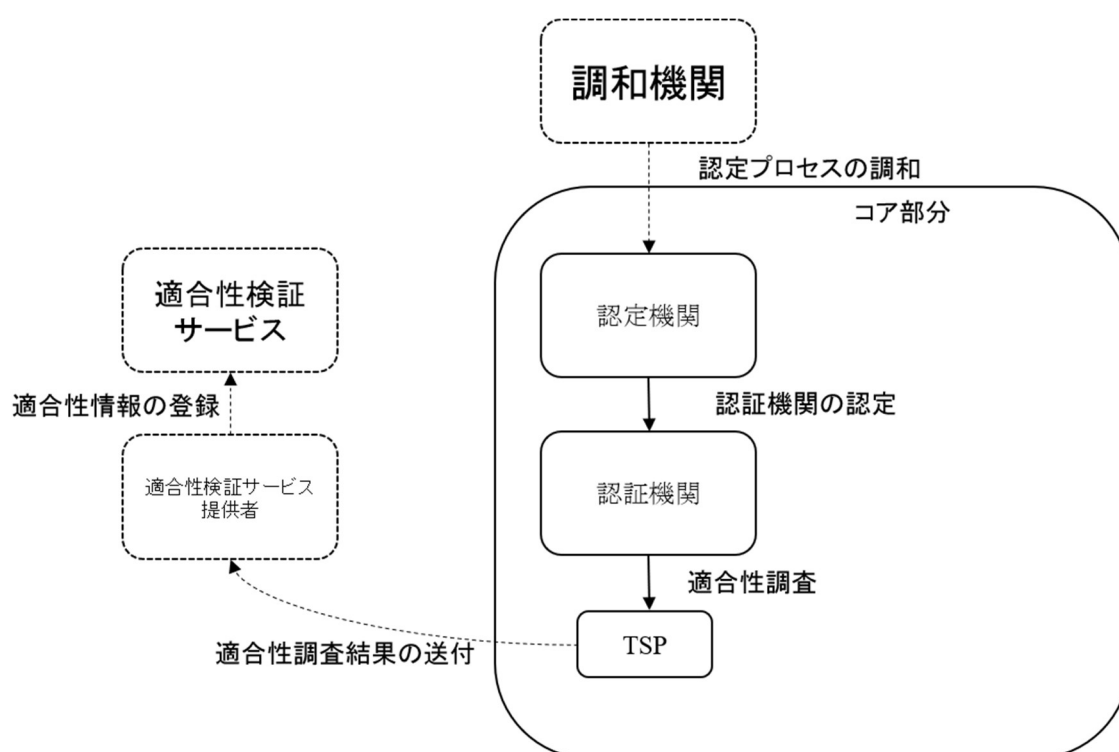 調和機関
認定プロセスの調和
コア部分
認定機関
適合性検証
サービス
認証機関の認定
適合性情報の登録
適合性検証サービス
提供者
認証機関
適合性調査
TSP
適合性調査結果の送付